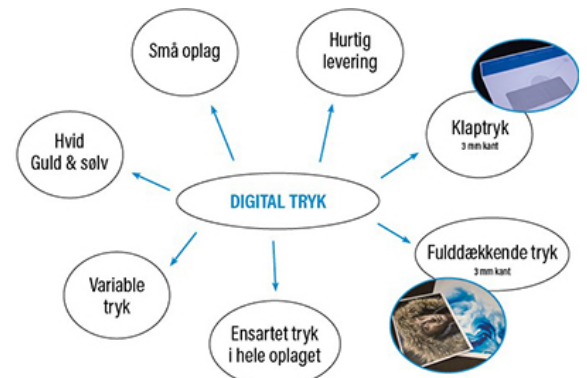 Små oplag
Hurtig
levering
Klaptryk
3 mm kant
Hvid
Guld & sølv
DIGITAL TRYK
Fulddækkende tryk
3 mm kant
Variable
tryk
Ensartet tryk
i hele oplaget